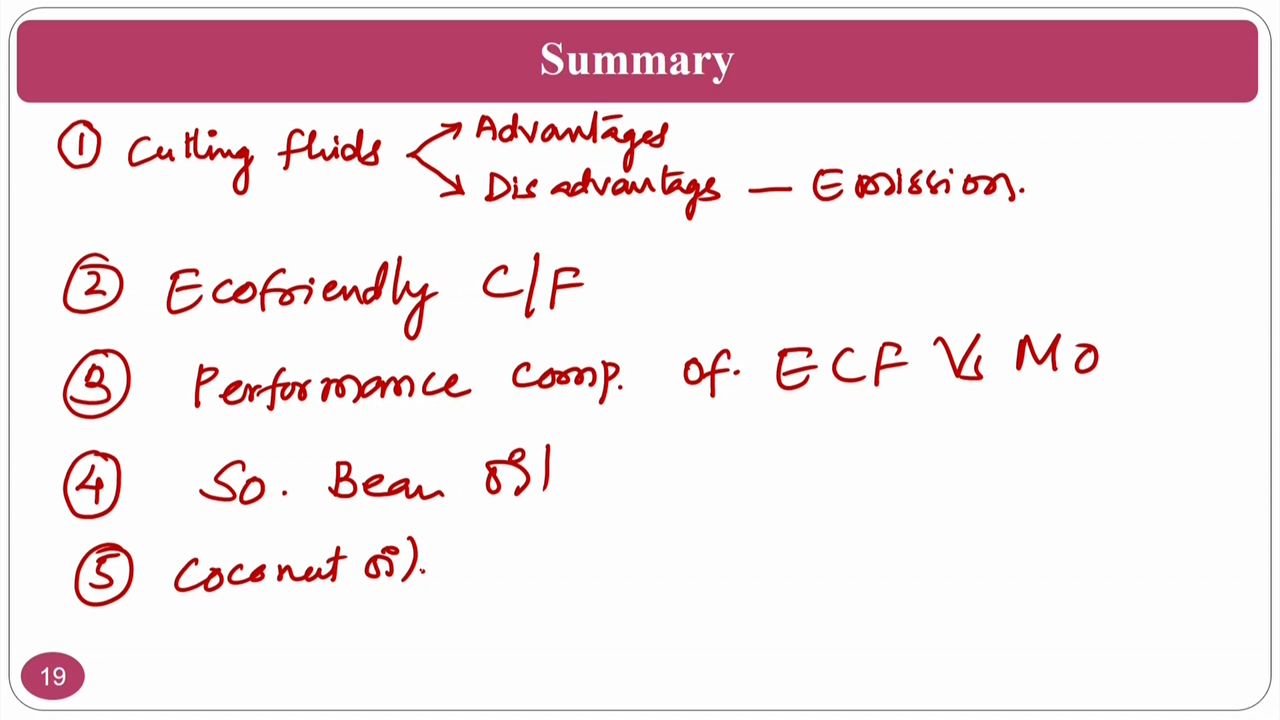 Summary
① Cutting fluids Advantages
Disadvantags — Emission.
② Ecofriendly C/F
③ Performance comp. of. ECF Vs MO
④ So. Bean oil
⑤ Coconut oil.
19